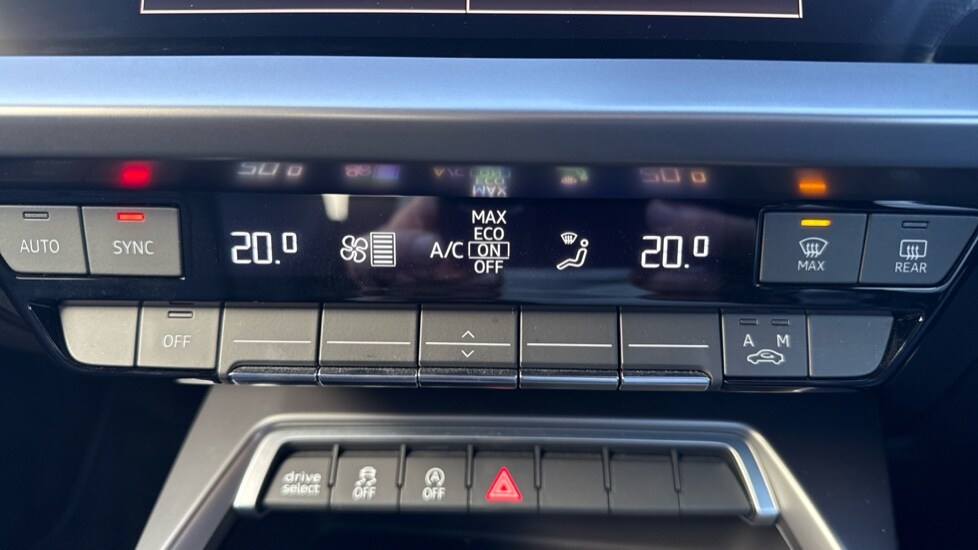 MAX
ECO
AUTO
SYNC
20.0
A/C ON
20.0
MAX
REAR
OFF
OFF
A M
drive
select
OFF
OFF